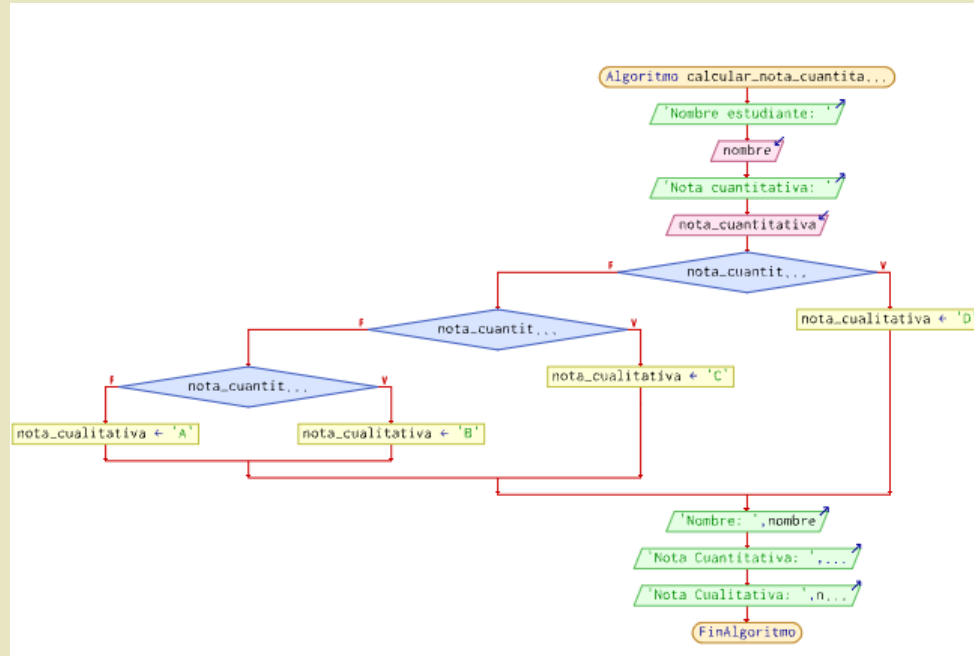 Algoritmo calcular_nota_cuantita...
'Nombre estudiante: '
nombre
'Nota cuantitativa: '
nota_cuantitativa
F
nota_cuantit...
V
nota_cualitativa ← 'D
F
nota_cuantit...
V
nota_cualitativa ← 'C'
F
nota_cuantit...
V
nota_cualitativa ← 'A'
nota_cualitativa ← 'B'
'Nombre: ',nombre
'Nota Cuantitativa: ',...
'Nota Cualitativa: ',n...
FinAlgoritmo